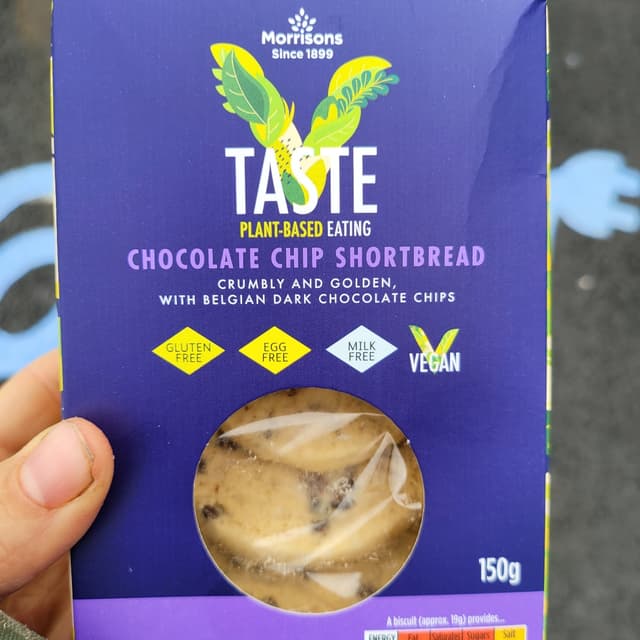 Morrisons
Since 1899
TASTE
PLANT-BASED EATING
CHOCOLATE CHIP SHORTBREAD
CRUMBLY AND GOLDEN,
WITH BELGIAN DARK CHOCOLATE CHIPS
GLUTEN FREE
EGG FREE
MILK FREE
VEGAN
150g
A biscuit (approx. 19g) provides...
ENERGY Fat Saturates Sugars Salt